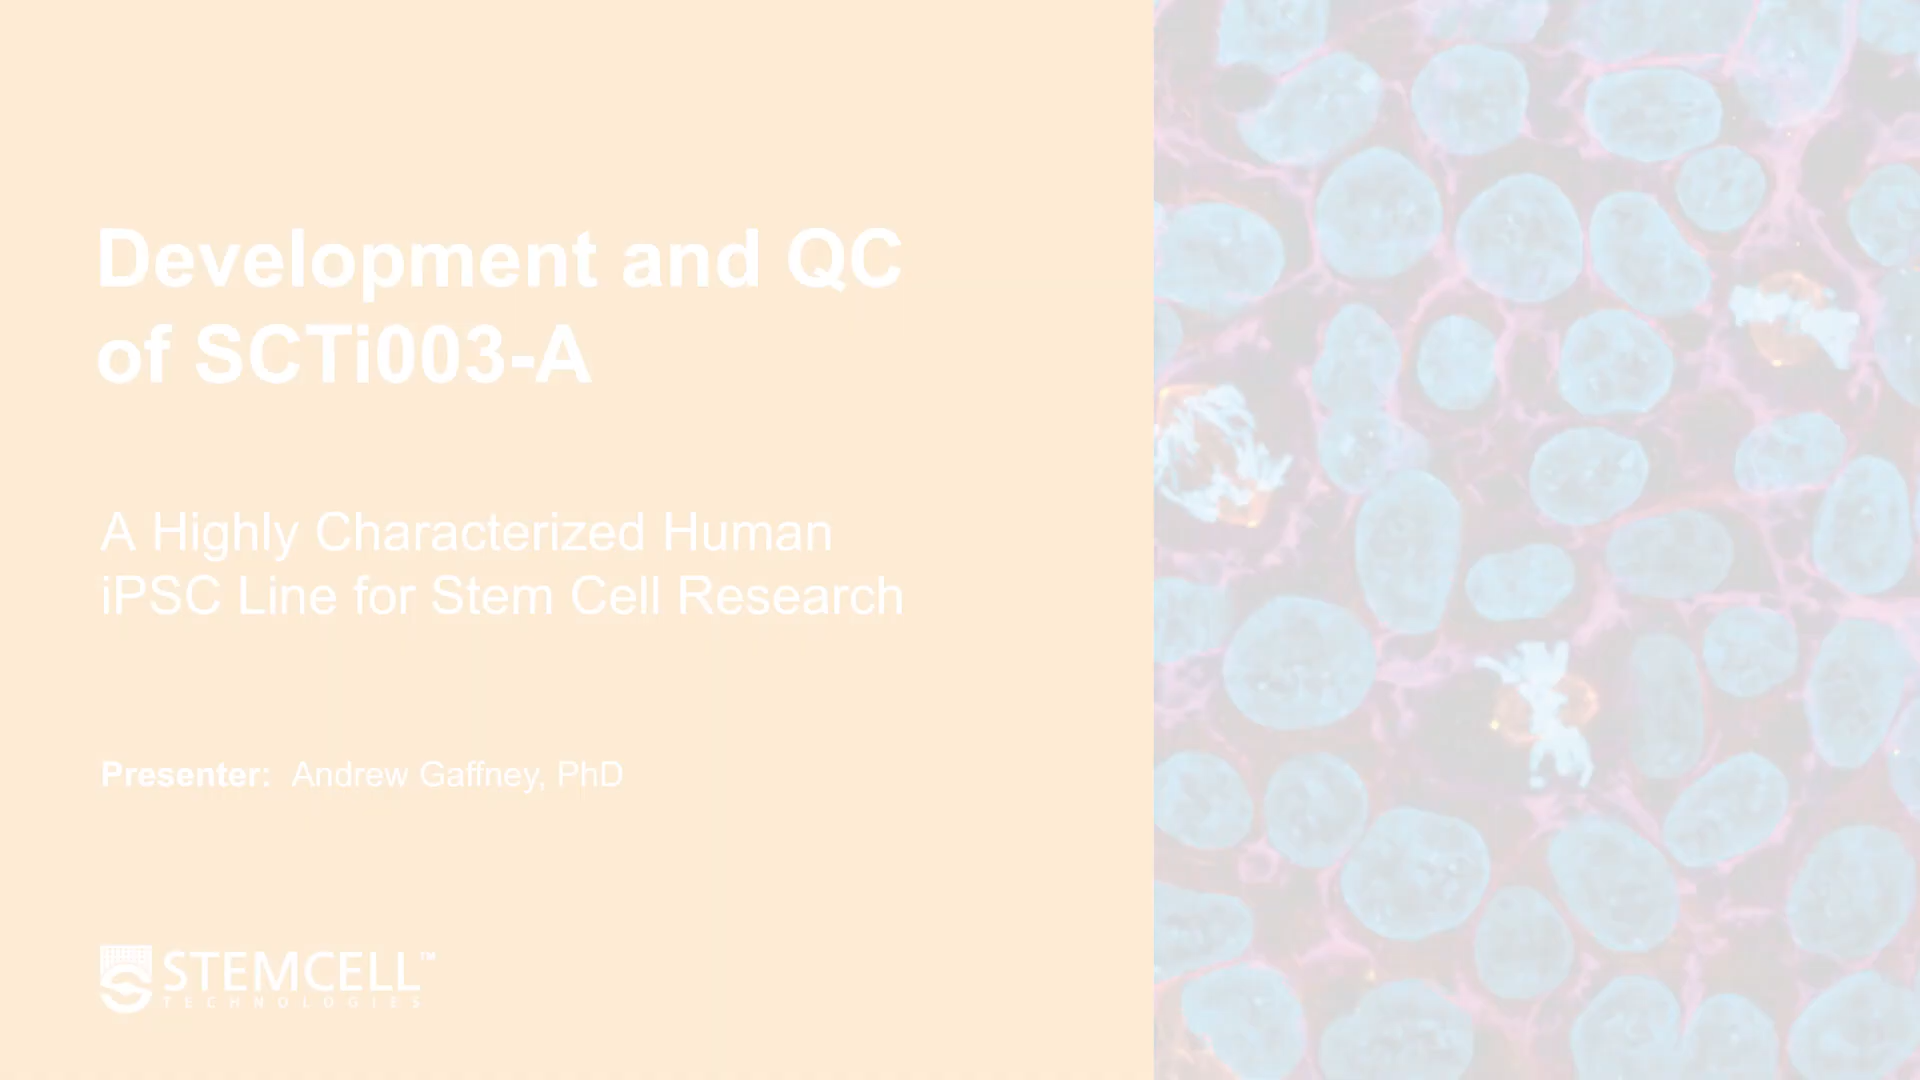 Development and QC
of SCTi003-A
A Highly Characterized Human
iPSC Line for Stem Cell Research
Presenter: Andrew Gaffney, PhD
STEMCELL™
TECHNOLOGIES